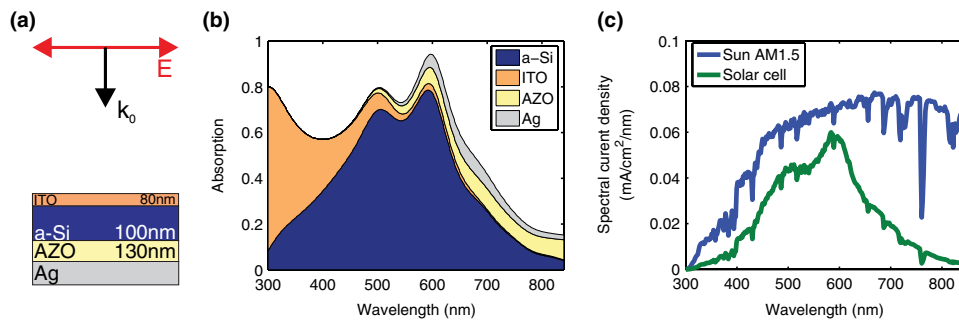 (a)
E
k0
ITO 80nm
a-Si 100nm
AZO 130nm
Ag
(b)
1
0.8
0.6
0.4
0.2
0
Absorption
300 400 500 600 700 800
Wavelength (nm)
a-Si
ITO
AZO
Ag
(c)
0.1
0.08
0.06
0.04
0.02
0
Spectral current density
(mA/cm²/nm)
300 400 500 600 700 800
Wavelength (nm)
Sun AM1.5
Solar cell